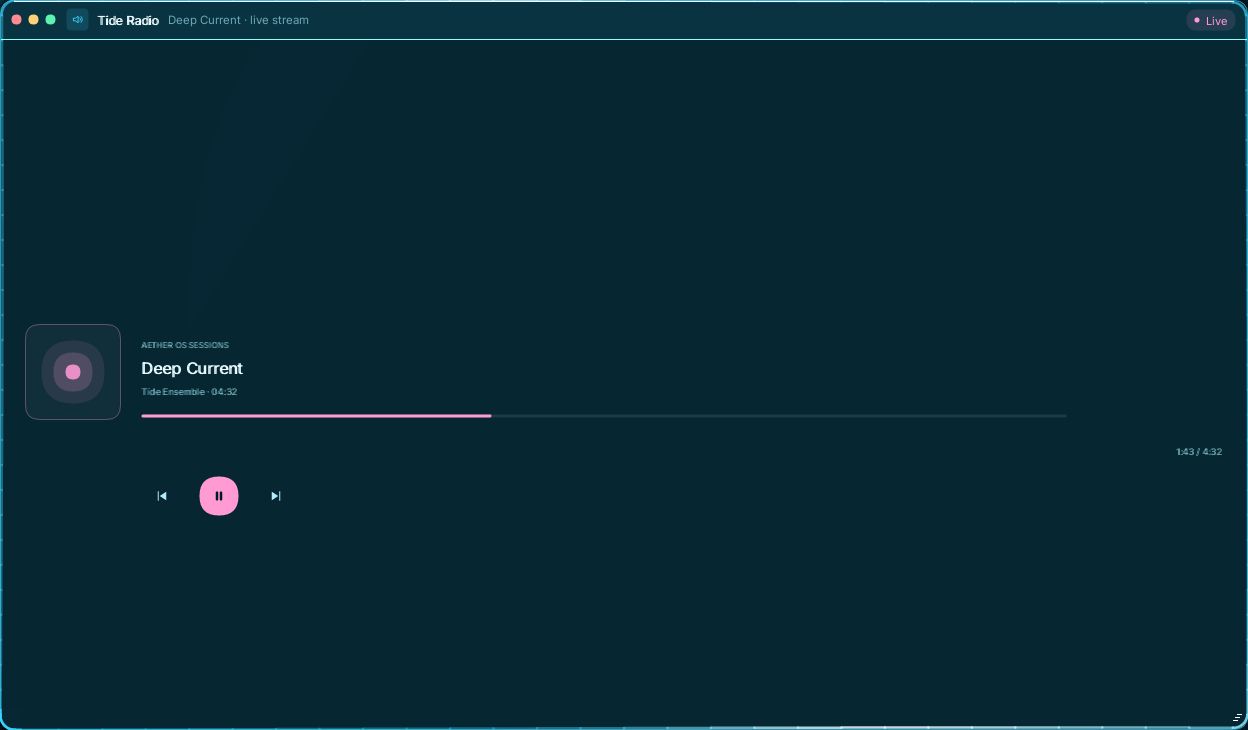 Tide Radio Deep Current · live stream
Live
AETHER OS SESSIONS
Deep Current
Tide Ensemble · 04:32
1:43 / 4:32